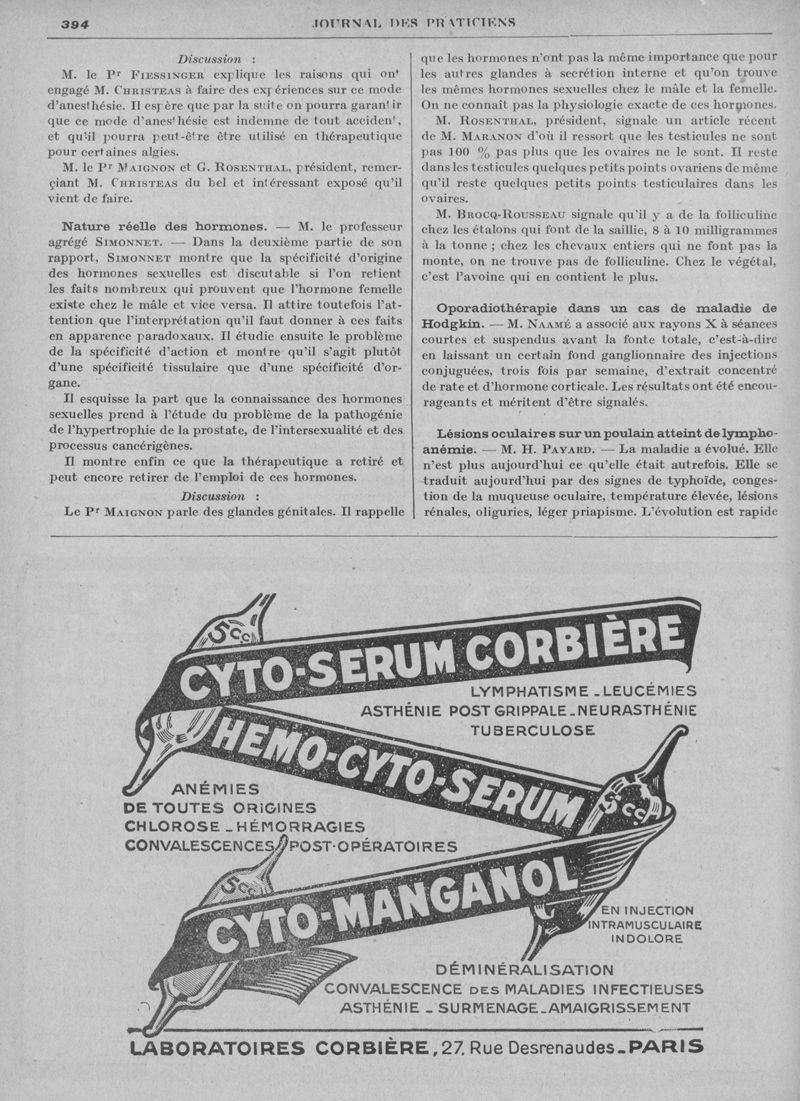 394
JOURNAL DES PRATICIENS
Discussion :
M. le Pr FIESSINGER explique les raisons qui ont
engagé M. CHRISTEAS à faire des expériences sur ce mode
d'anesthésie. Il espère que par la suite on pourra garantir
que ce mode d'anesthésie est indemne de tout accident,
et qu'il pourra peut-être être utilisé en thérapeutique
pour certaines algies.
M. le Pr MAIGNON et G. ROSENTHAL, président, remer-
çiant M. CHRISTEAS du bel et intéressant exposé qu'il
vient de faire.
Nature réelle des hormones. — M. le professeur
agrégé SIMONNET. — Dans la deuxième partie de son
rapport, SIMONNET montre que la spécificité d'origine
des hormones sexuelles est discutable si l'on retient
les faits nombreux qui prouvent que l'hormone femelle
existe chez le mâle et vice versa. Il attire toutefois l'at-
tention que l'interprétation qu'il faut donner à ces faits
en apparence paradoxaux. Il étudie ensuite le problème
de la spécificité d'action et montre qu'il s'agit plutôt
d'une spécificité tissulaire que d'une spécificité d'or-
gane.
Il esquisse la part que la connaissance des hormones
sexuelles prend à l'étude du problème de la pathogénie
de l'hypertrophie de la prostate, de l'intersexualité et des
processus cancérigènes.
Il montre enfin ce que la thérapeutique a retiré et
peut encore retirer de l'emploi de ces hormones.
Discussion :
Le Pr MAIGNON parle des glandes génitales. Il rappelle
que les hormones n'ont pas la même importance que pour
les autres glandes à secrétion interne et qu'on trouve
les mêmes hormones sexuelles chez le mâle et la femelle.
On ne connaît pas la physiologie exacte de ces hormones.
M. ROSENTHAL, président, signale un article récent
de M. MARANON d'où il ressort que les testicules ne sont
pas 100 % pas plus que les ovaires ne le sont. Il reste
dans les testicules quelques petits points ovariens de même
qu'il reste quelques petits points testiculaires dans les
ovaires.
M. BROCQ-ROUSSEAU signale qu'il y a de la folliculine
chez les étalons qui font de la saillie, 8 à 10 milligrammes
à la tonne ; chez les chevaux entiers qui ne font pas la
monte, on ne trouve pas de folliculine. Chez le végétal,
c'est l'avoine qui en contient le plus.
Oporadiothérapie dans un cas de maladie de
Hodgkin. — M. NAAMÉ a associé aux rayons X à séances
courtes et suspendus avant la fonte totale, c'est-à-dire
en laissant un certain fond ganglionnaire des injections
conjuguées, trois fois par semaine, d'extrait concentré
de rate et d'hormone corticale. Les résultats ont été encou-
rageants et méritent d'être signalés.
Lésions oculaires sur un poulain atteint de lympho-
anémie. — M. H. PAYARD. — La maladie a évolué. Elle
n'est plus aujourd'hui ce qu'elle était autrefois. Elle se
traduit aujourd'hui par des signes de typhoïde, conges-
tion de la muqueuse oculaire, température élevée, lésions
rénales, oliguries, léger priapisme. L'évolution est rapide
5cc.
CYTO-SERUM CORBIÈRE
LYMPHATISME - LEUCÉMIES
ASTHÉNIE POST GRIPPALE - NEURASTHÉNIE
TUBERCULOSE
HEMO-CYTO-SERUM
5cc.
ANÉMIES
DE TOUTES ORIGINES
CHLOROSE - HÉMORRAGIES
CONVALESCENCES POST-OPÉRATOIRES
5cc.
CYTO-MANGANOL
EN INJECTION
INTRAMUSCULAIRE
INDOLORE
DÉMINÉRALISATION
CONVALESCENCE DES MALADIES INFECTIEUSES
ASTHÉNIE - SURMENAGE - AMAIGRISSEMENT
LABORATOIRES CORBIÈRE, 27, Rue Desrenaudes - PARIS